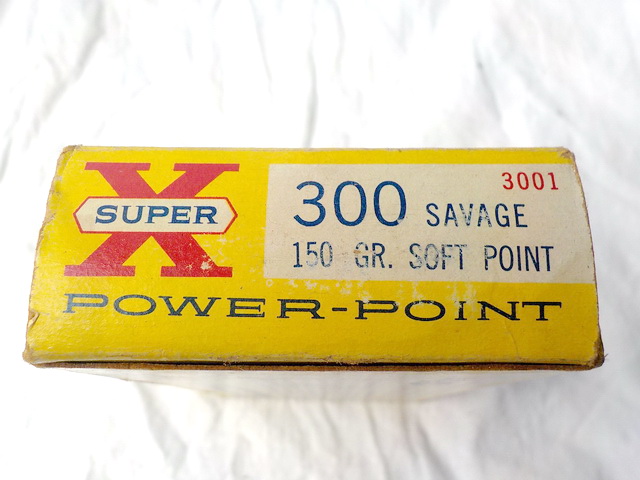 SUPER X
3001
300 SAVAGE
150 GR. SOFT POINT
POWER-POINT